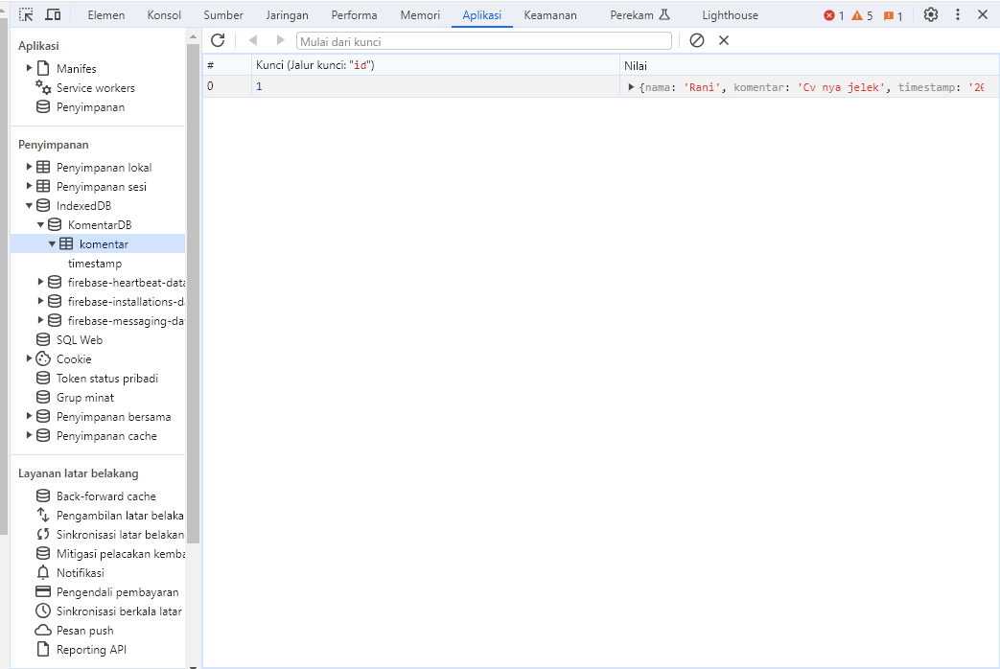 Elemen Konsol Sumber Jaringan Performa Memori Aplikasi Keamanan Perekam Lighthouse 1 5 1
Aplikasi
Manifes
Service workers
Penyimpanan
Penyimpanan
Penyimpanan lokal
Penyimpanan sesi
IndexedDB
KomentarDB
komentar
timestamp
firebase-heartbeat-data
firebase-installations-da
firebase-messaging-dat
SQL Web
Cookie
Token status pribadi
Grup minat
Penyimpanan bersama
Penyimpanan cache
Layanan latar belakang
Back-forward cache
Pengambilan latar belaka
Sinkronisasi latar belakan
Mitigasi pelacakan kemba
Notifikasi
Pengendali pembayaran
Sinkronisasi berkala latar
Pesan push
Reporting API
Mulai dari kunci
# Kunci (Jalur kunci: "id") Nilai
0 1 {nama: 'Rani', komentar: 'Cv nya jelek', timestamp: '20